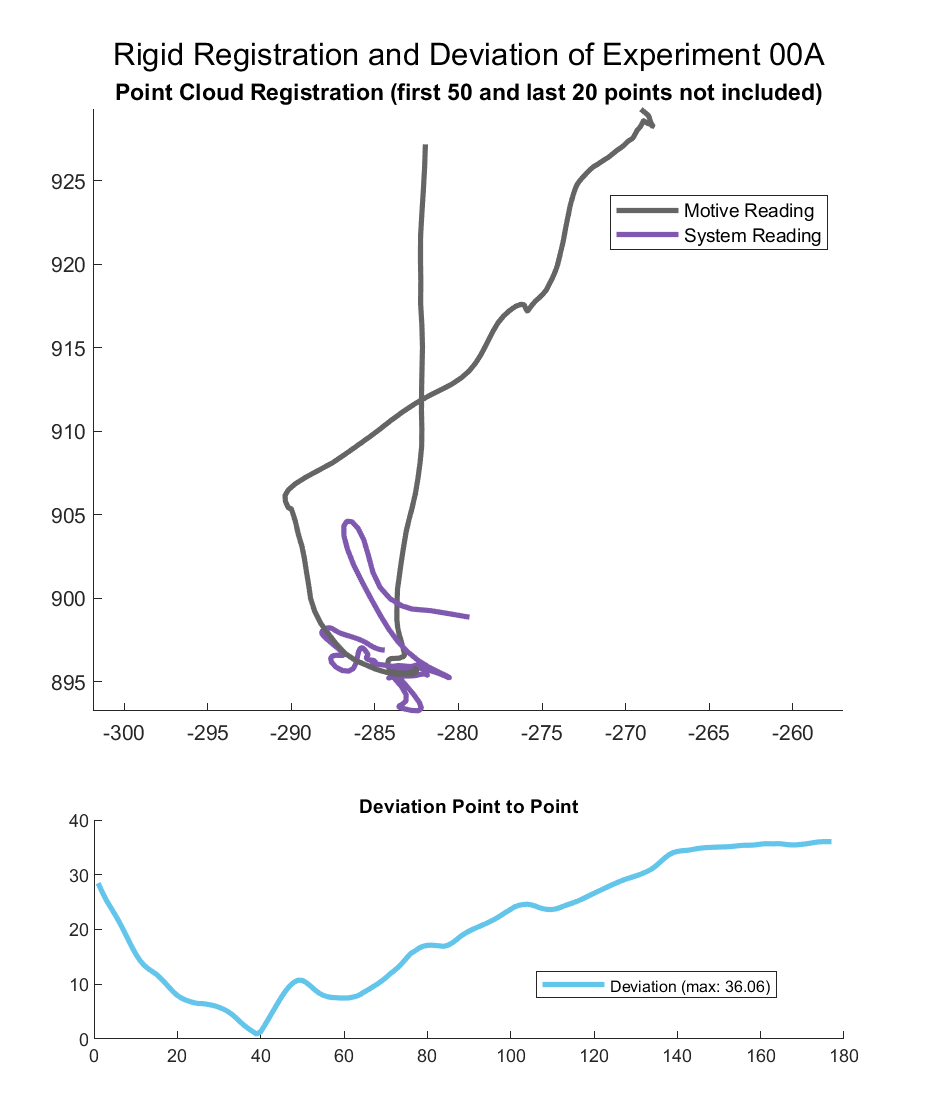 Rigid Registration and Deviation of Experiment 00A
Point Cloud Registration (first 50 and last 20 points not included)
925
920
915
910
905
900
895
-300 -295 -290 -285 -280 -275 -270 -265 -260
Motive Reading
System Reading
Deviation Point to Point
40
30
20
10
0
0 20 40 60 80 100 120 140 160 180
Deviation (max: 36.06)